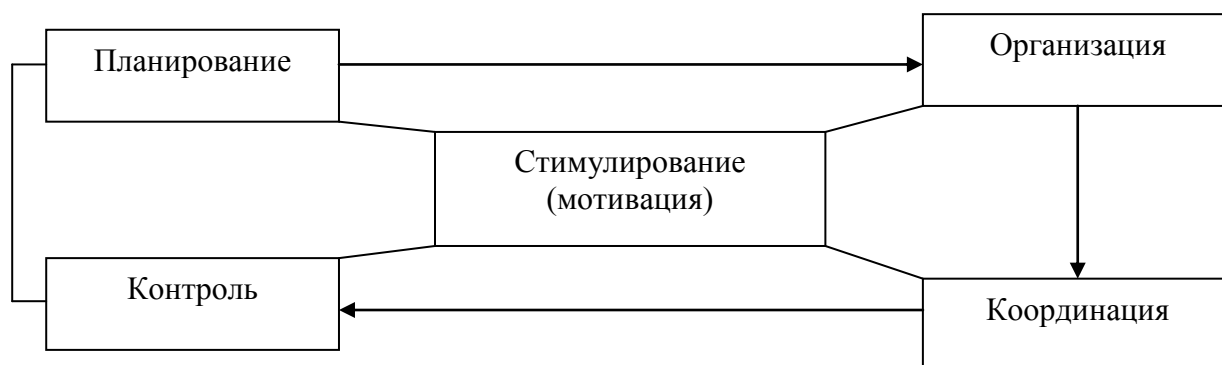 Планирование
Организация
Стимулирование
(мотивация)
Контроль
Координация